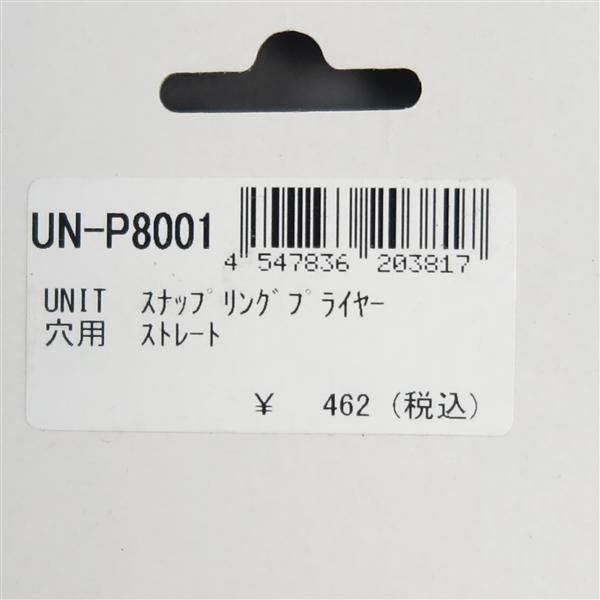 UN-P8001
4 547836 203817
UNIT ｽﾅｯﾌﾟﾘﾝｸﾞﾌﾟﾗｲﾔｰ
穴用 ｽﾄﾚｰﾄ
¥ 462 (税込)